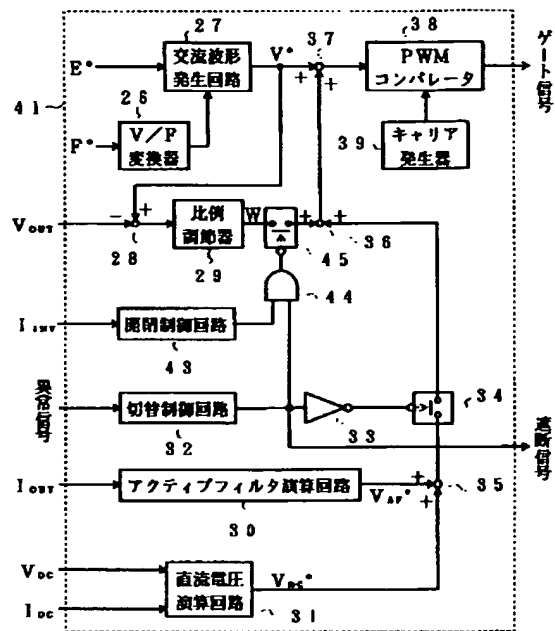 27
交流波形
発生回路
V*
37
38
PWM
コンパレータ
ゲート信号
E*
+
+
41
26
V/F
変換器
F*
39
キャリア
発生器
VOUT
-
+
28
比例
調節器
29
W
45
+
+
36
44
IINT
開閉制御回路
43
異常信号
切替制御回路
32
33
34
遮断信号
IOUT
アクティブフィルタ演算回路
30
VAF*
+
+
35
VDC
IDC
直流電圧
演算回路
31
VDC*